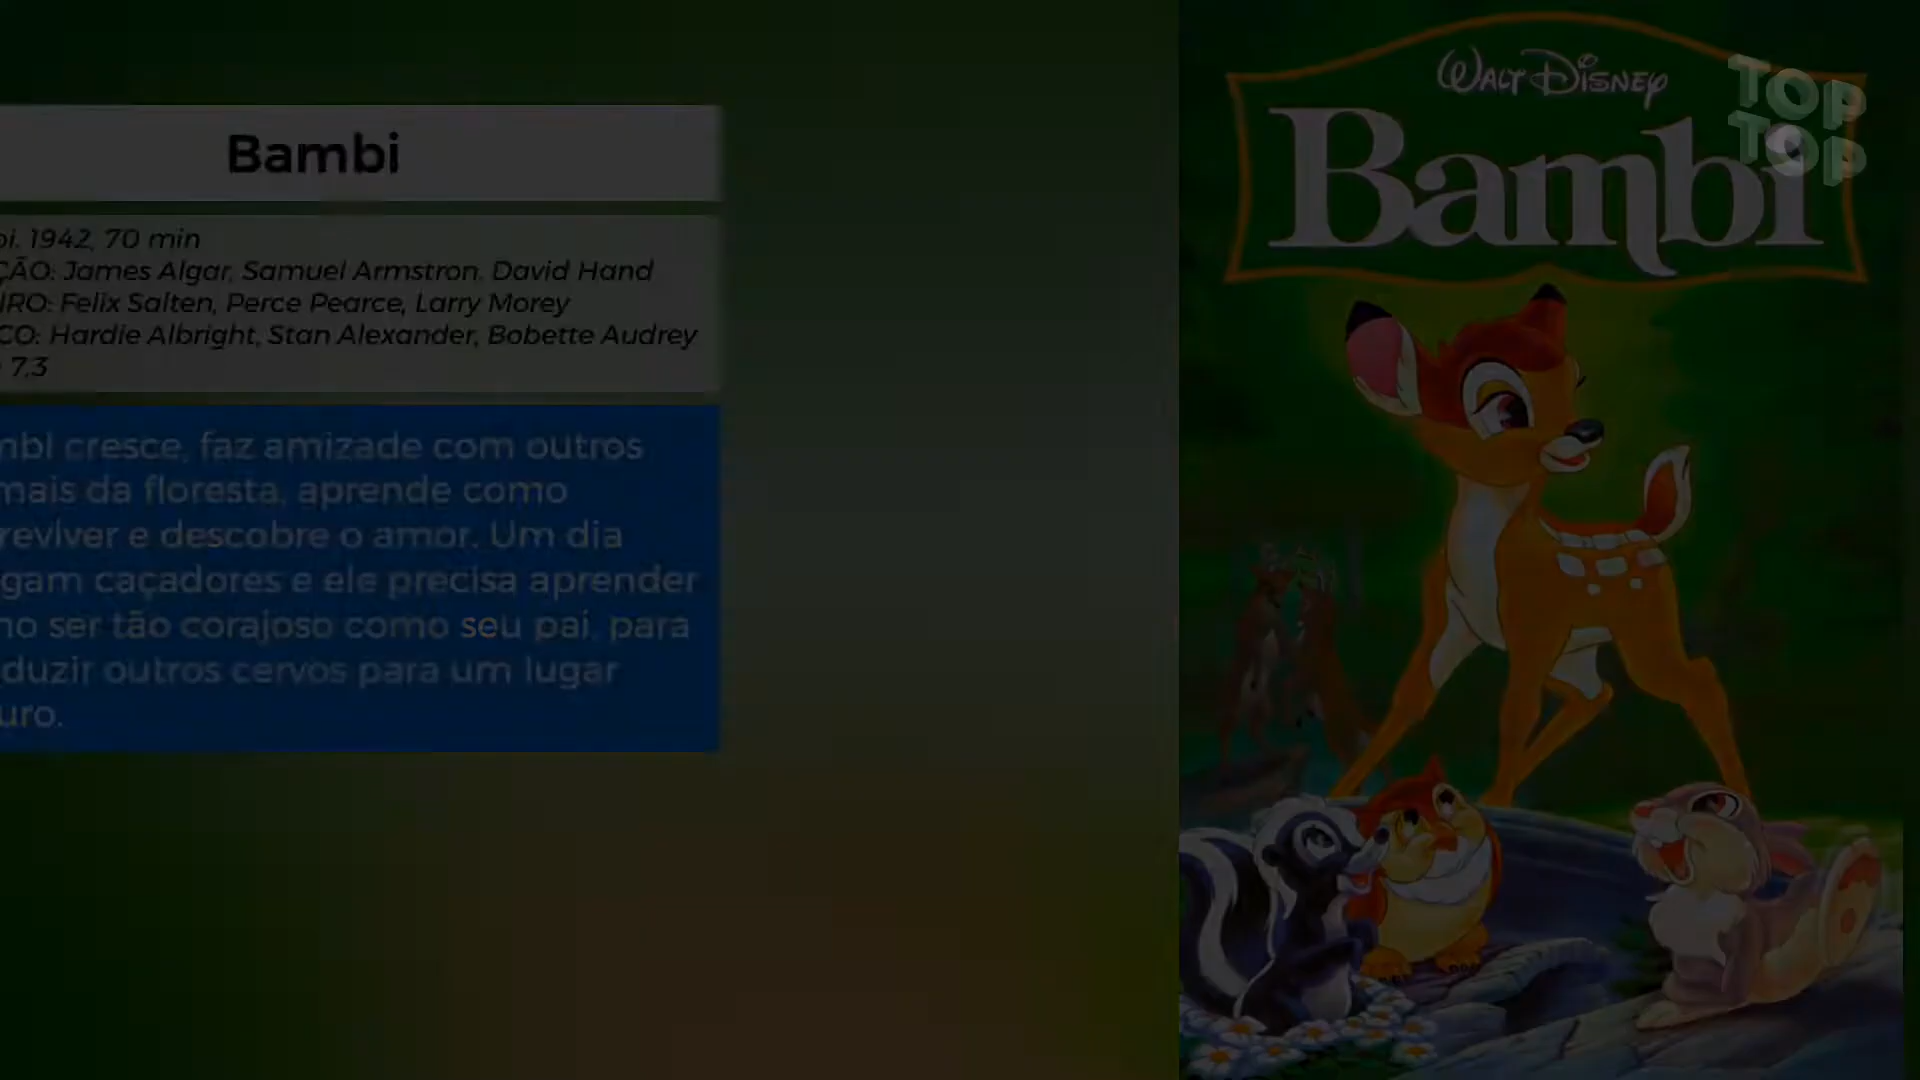 Bambi
bi. 1942, 70 min
ÇÃO: James Algar, Samuel Armstron. David Hand
IRO: Felix Salten, Perce Pearce, Larry Morey
CO: Hardie Albright, Stan Alexander, Bobette Audrey
7,3
mbi cresce, faz amizade com outros
mais da floresta, aprende como
reviver e descobre o amor. Um dia
gam caçadores e ele precisa aprender
no ser tão corajoso como seu pai, para
duzir outros cervos para um lugar
uro.
WALT DISNEY
Bambi
TOP
TOP